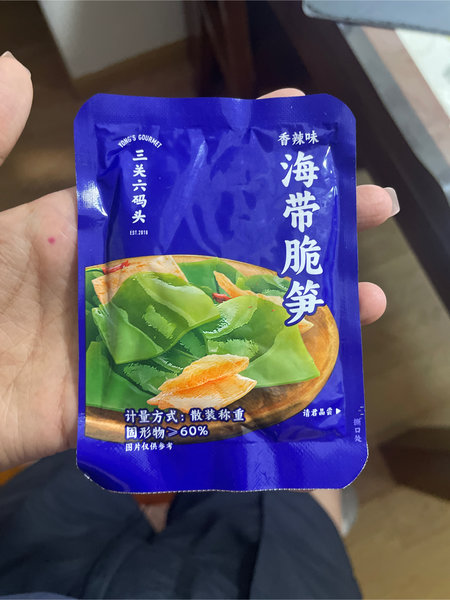 YONG'S GOURMET
三关六码头
EST.2018
香辣味
海带脆笋
计量方式：散装称重
固形物＞60%
图片仅供参考
请君品尝
撕口处